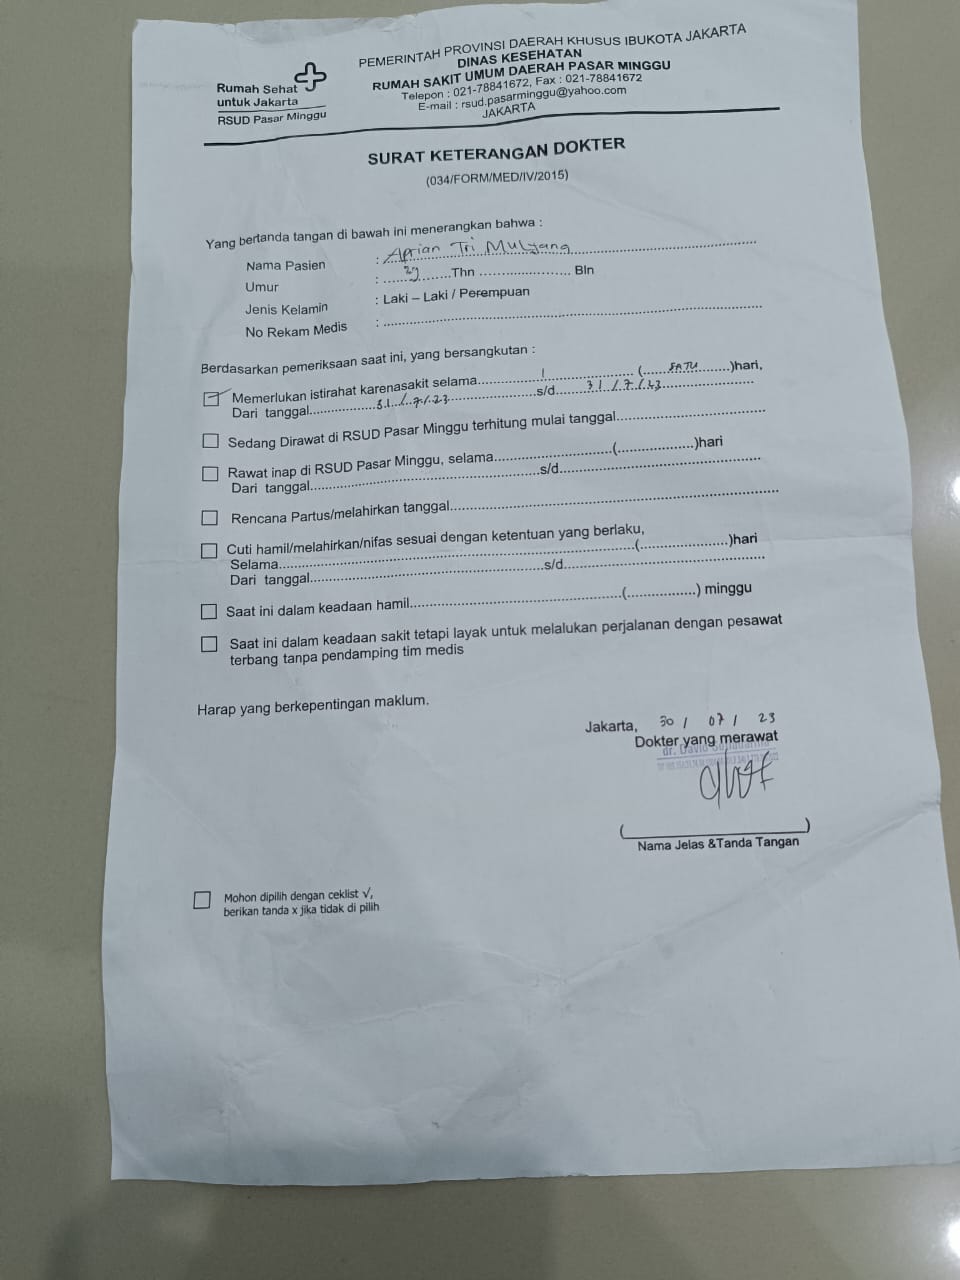 Rumah Sehat
untuk Jakarta
RSUD Pasar Minggu
PEMERINTAH PROVINSI DAERAH KHUSUS IBUKOTA JAKARTA
DINAS KESEHATAN
RUMAH SAKIT UMUM DAERAH PASAR MINGGU
Telepon : 021-78841672, Fax : 021-78841672
E-mail : rsud.pasarminggu@yahoo.com
JAKARTA
SURAT KETERANGAN DOKTER
(034/FORM/MED/IV/2015)
Yang bertanda tangan di bawah ini menerangkan bahwa :
Nama Pasien : Aprian Tri Mulyang
Umur : 29 Thn ...................... Bln
Jenis Kelamin : Laki – Laki / Perempuan
No Rekam Medis : ....................
Berdasarkan pemeriksaan saat ini, yang bersangkutan :
Memerlukan istirahat karenasakit selama 1 (SATU)hari,
Dari tanggal 31/7/23 s/d 31/7/23
Sedang Dirawat di RSUD Pasar Minggu terhitung mulai tanggal....................
Rawat inap di RSUD Pasar Minggu, selama....................(....................)hari
Dari tanggal....................s/d....................
Rencana Partus/melahirkan tanggal....................
Cuti hamil/melahirkan/nifas sesuai dengan ketentuan yang berlaku,
Selama....................(....................)hari
Dari tanggal....................s/d....................
Saat ini dalam keadaan hamil....................(.................) minggu
Saat ini dalam keadaan sakit tetapi layak untuk melalukan perjalanan dengan pesawat
terbang tanpa pendamping tim medis
Harap yang berkepentingan maklum.
Jakarta, 30 / 07 / 23
Dokter yang merawat
dr. David
(____________________)
Nama Jelas &Tanda Tangan
Mohon dipilih dengan ceklist √,
berikan tanda x jika tidak di pilih